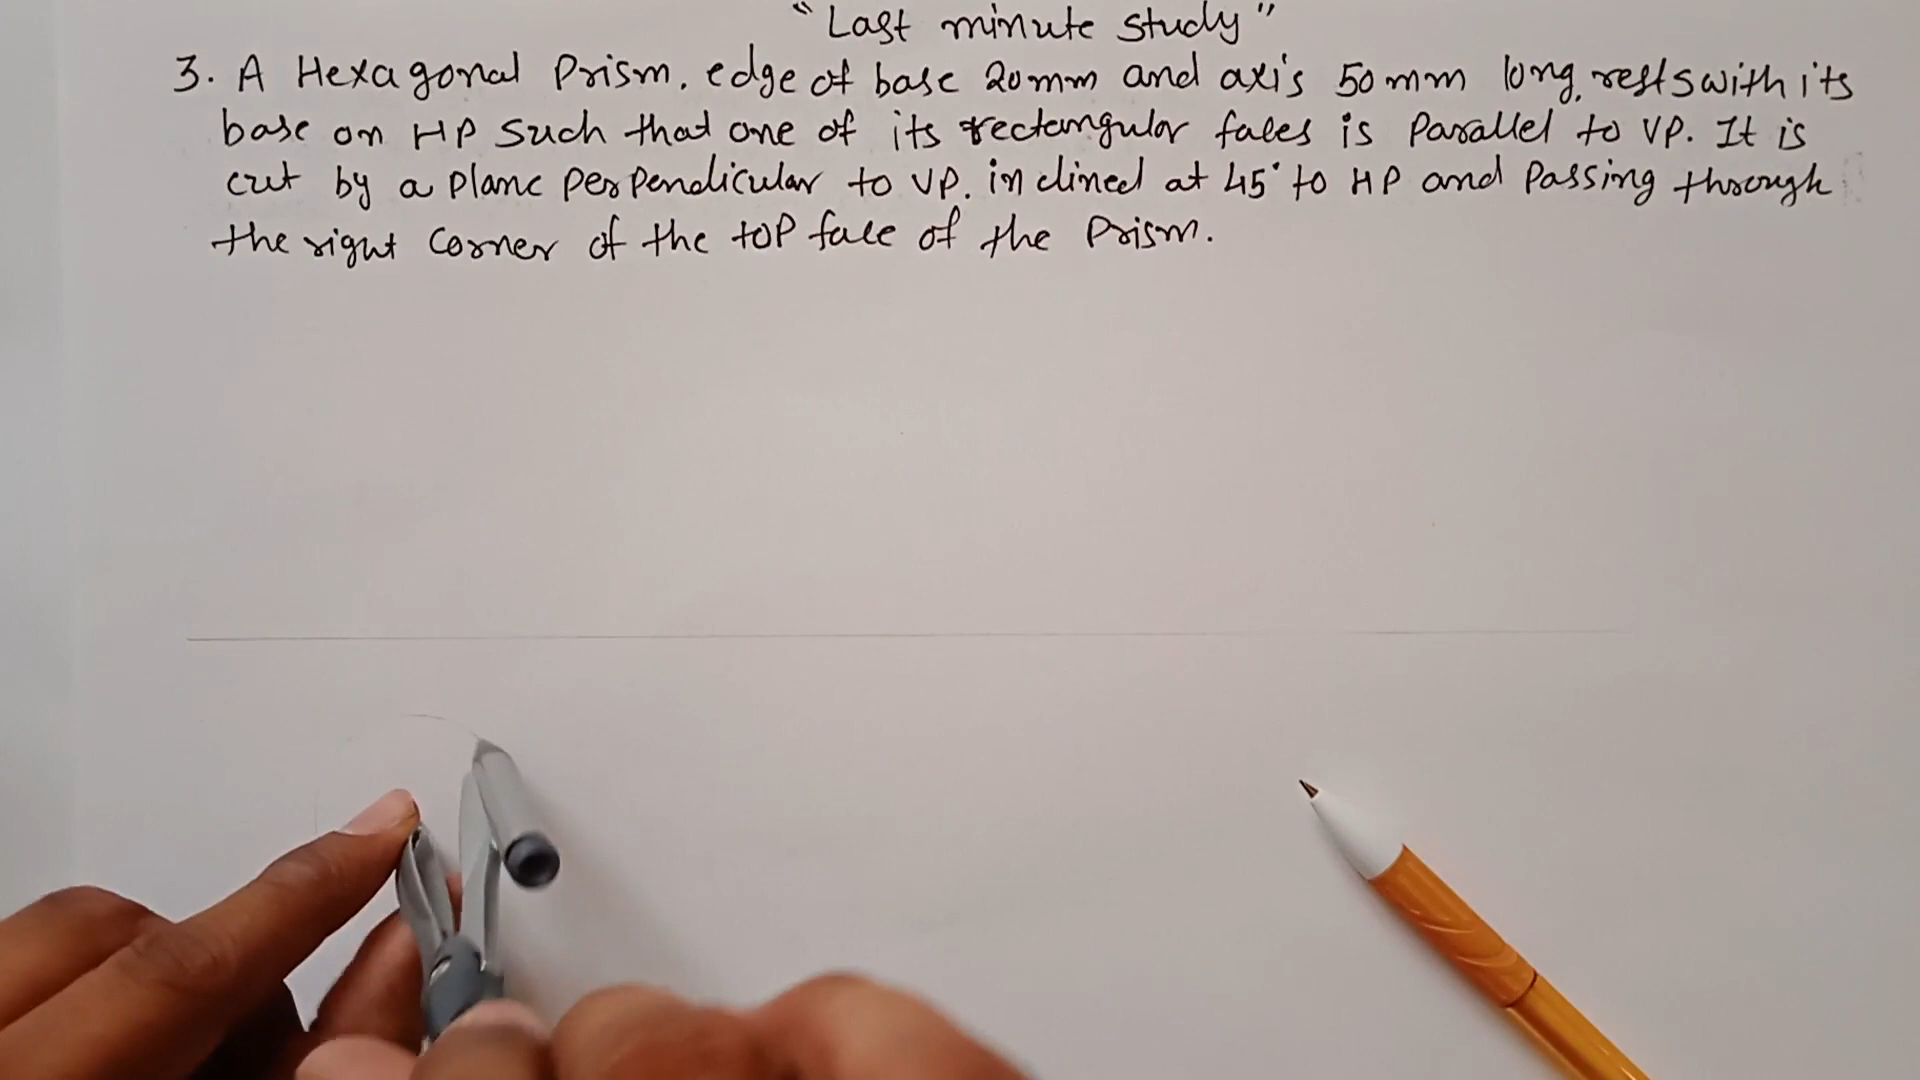 "Last minute study"
3. A Hexagonal Prism, edge of base 20mm and axis 50mm long, rests with its
base on HP such that one of its rectangular faces is parallel to VP. It is
cut by a plane perpendicular to VP, inclined at 45° to HP and Passing through
the right corner of the top face of the Prism.